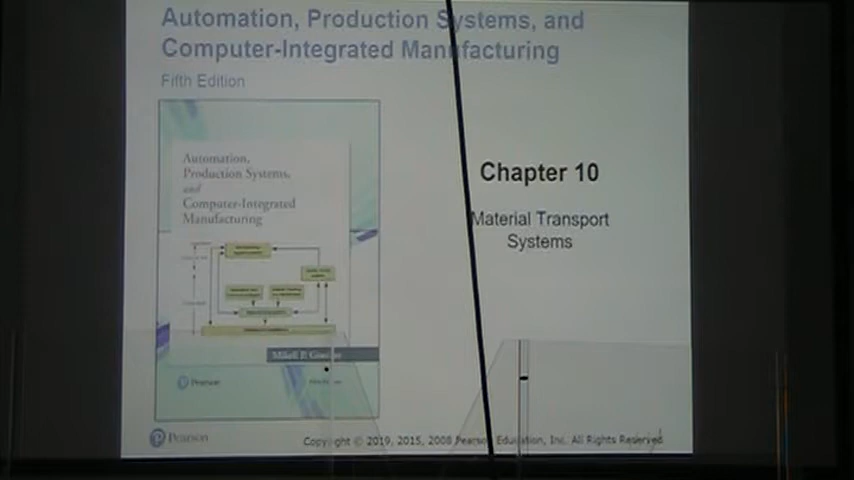 Automation, Production Systems, and
Computer-Integrated Manufacturing
Fifth Edition
Automation,
Production Systems,
and
Computer-Integrated
Manufacturing
Chapter 10
Material Transport
Systems
Mikell P.
Pearson
Pearson
Copyright © 2019, 2015, 2008 Pearson Education, Inc. All Rights Reserved